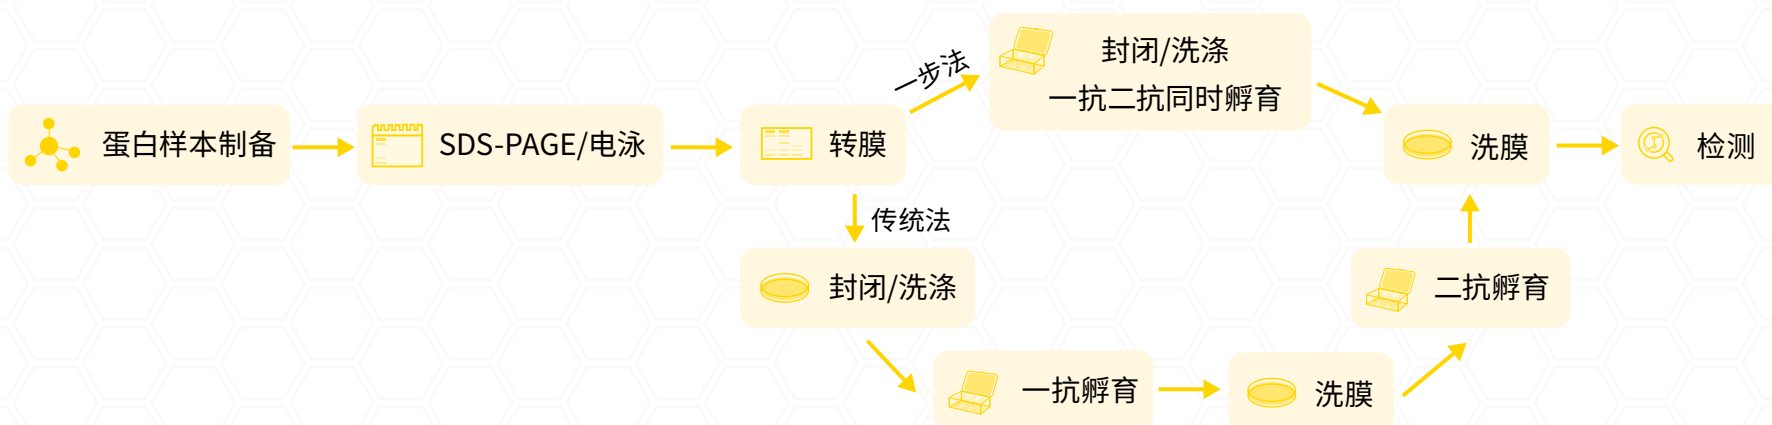 蛋白样本制备
SDS-PAGE/电泳
转膜
一步法
封闭/洗涤
一抗二抗同时孵育
洗膜
检测
传统法
封闭/洗涤
一抗孵育
洗膜
二抗孵育